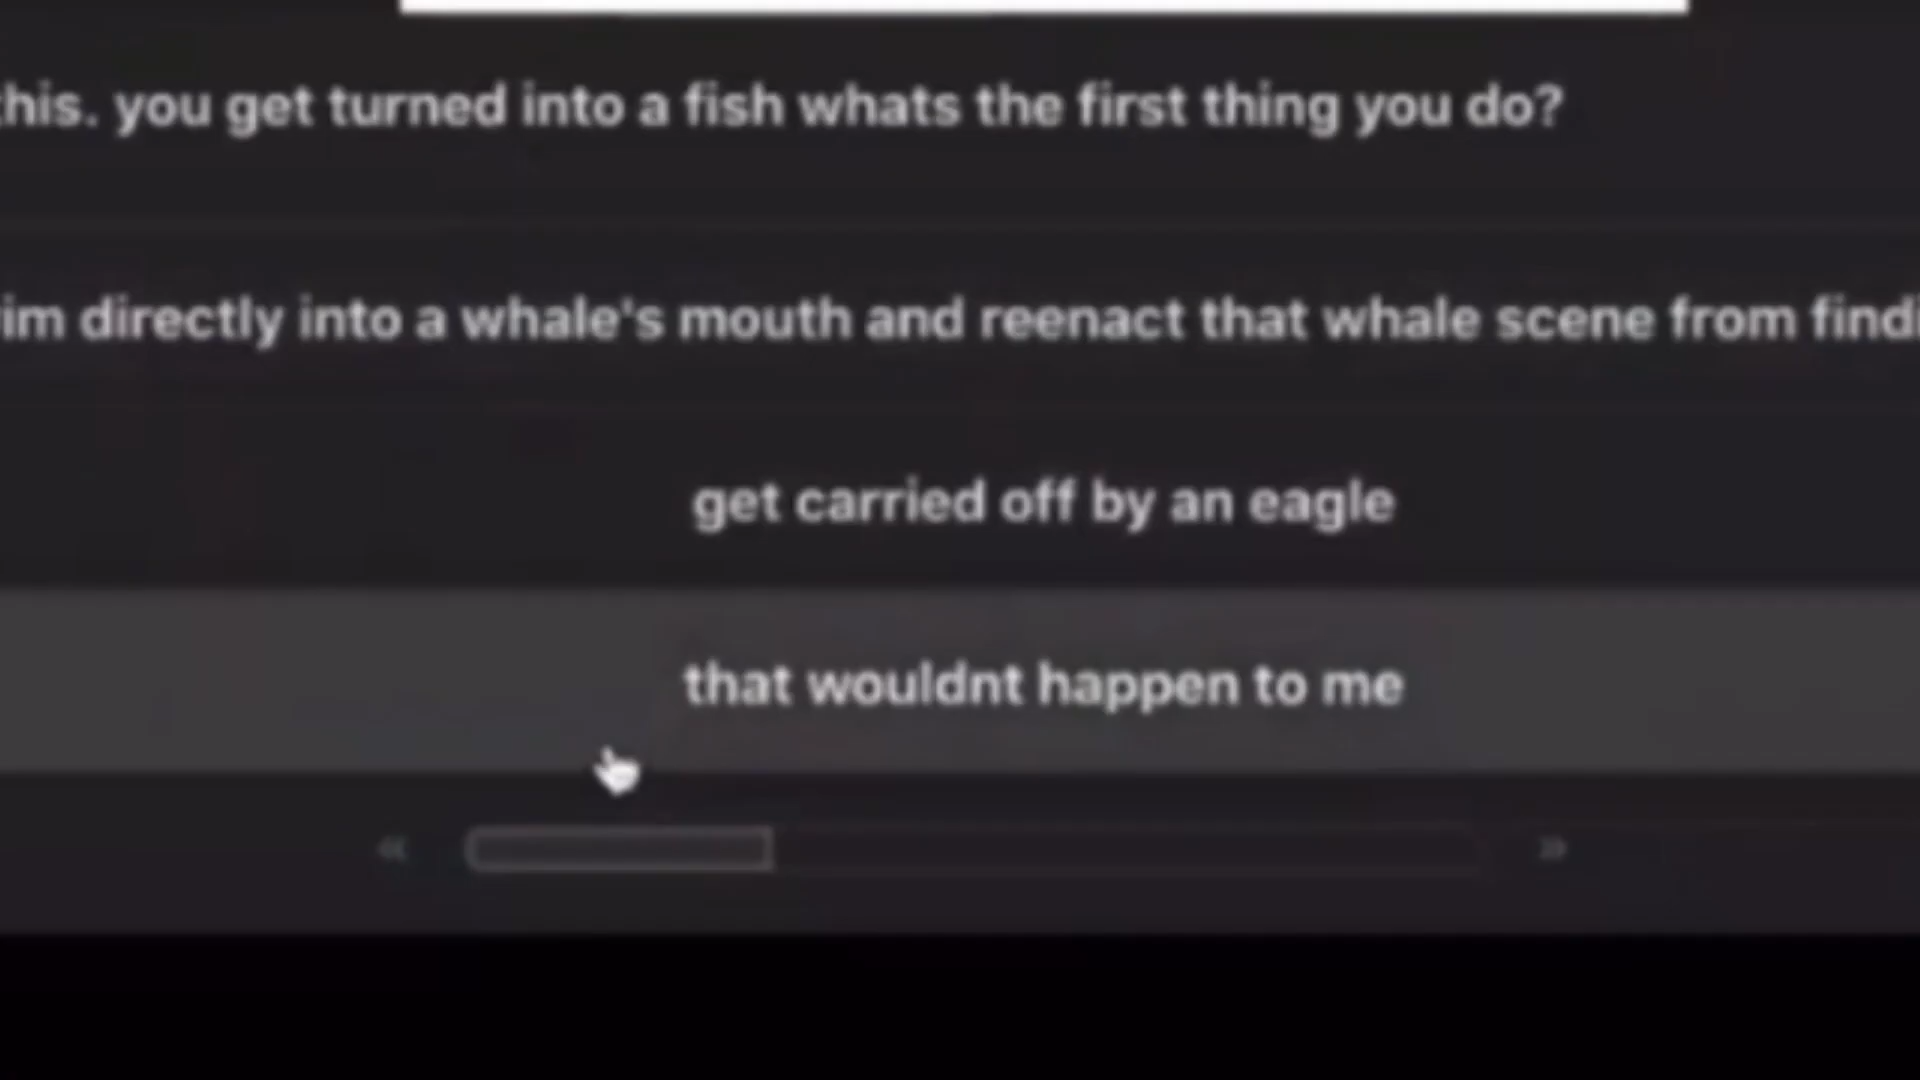 this. you get turned into a fish whats the first thing you do?
im directly into a whale's mouth and reenact that whale scene from findi
get carried off by an eagle
that wouldnt happen to me
« »